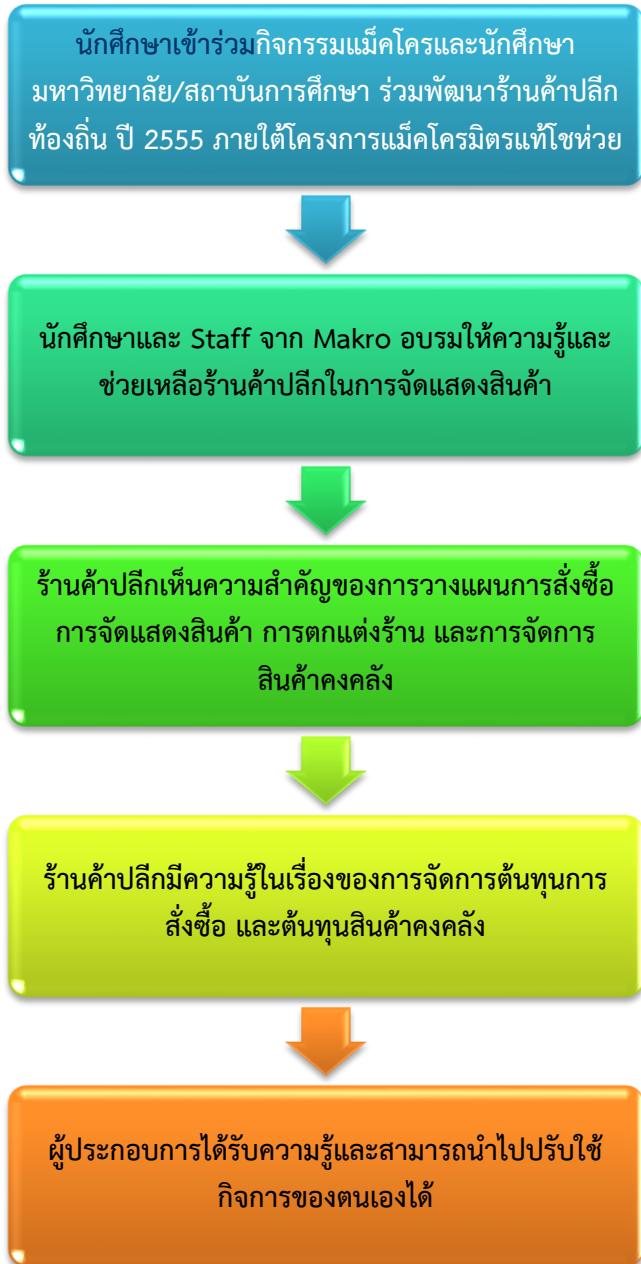 นักศึกษาเข้าร่วมกิจกรรมแม็คโครและนักศึกษา
มหาวิทยาลัย/สถาบันการศึกษา ร่วมพัฒนาร้านค้าปลีก
ท้องถิ่น ปี 2555 ภายใต้โครงการแม็คโครมิตรแท้โชห่วย
นักศึกษาและ Staff จาก Makro อบรมให้ความรู้และ
ช่วยเหลือร้านค้าปลีกในการจัดแสดงสินค้า
ร้านค้าปลีกเห็นความสำคัญของการวางแผนการสั่งซื้อ
การจัดแสดงสินค้า การตกแต่งร้าน และการจัดการ
สินค้าคงคลัง
ร้านค้าปลีกมีความรู้ในเรื่องของการจัดการต้นทุนการ
สั่งซื้อ และต้นทุนสินค้าคงคลัง
ผู้ประกอบการได้รับความรู้และสามารถนำไปปรับใช้
กิจการของตนเองได้